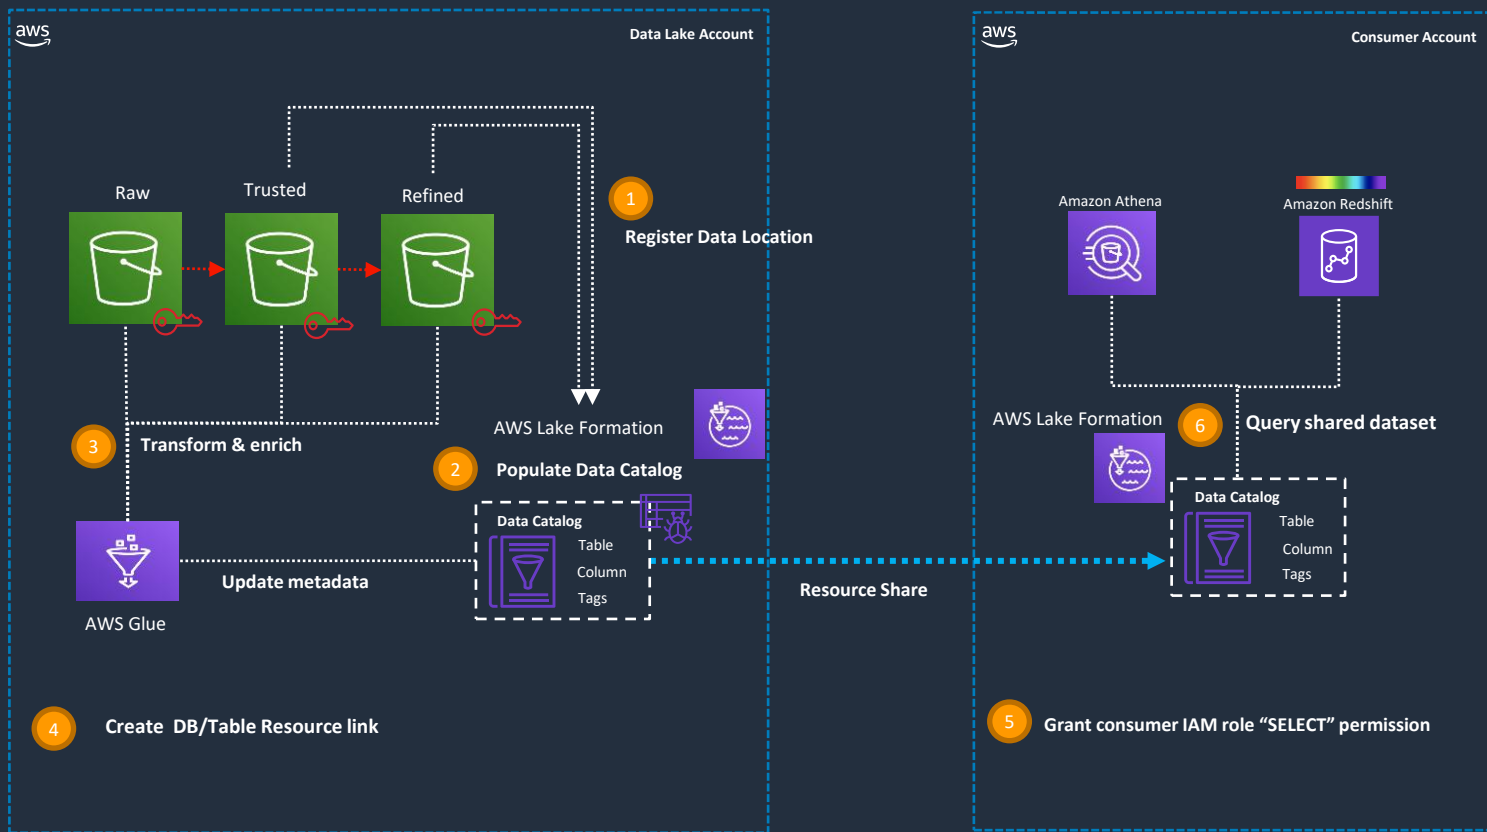 aws
Data Lake Account
Raw
Trusted
Refined
1
Register Data Location
3
Transform & enrich
AWS Lake Formation
2
Populate Data Catalog
Data Catalog
Table
Column
Tags
Update metadata
AWS Glue
Resource Share
4
Create DB/Table Resource link
aws
Consumer Account
Amazon Athena
Amazon Redshift
AWS Lake Formation
6
Query shared dataset
Data Catalog
Table
Column
Tags
5
Grant consumer IAM role “SELECT” permission